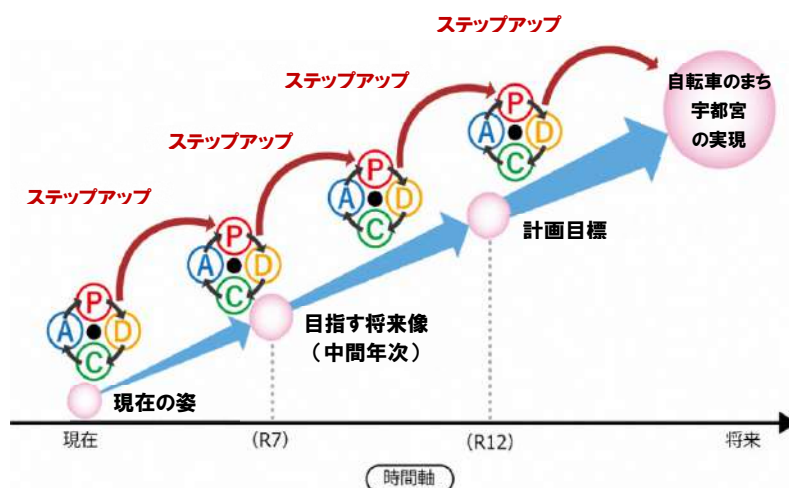 ステップアップ
ステップアップ
ステップアップ
ステップアップ
自転車のまち
宇都宮
の実現
P
A
D
C
P
A
D
C
P
A
D
C
P
A
D
C
計画目標
目指す将来像
（中間年次）
現在の姿
現在
(R7)
(R12)
将来
時間軸